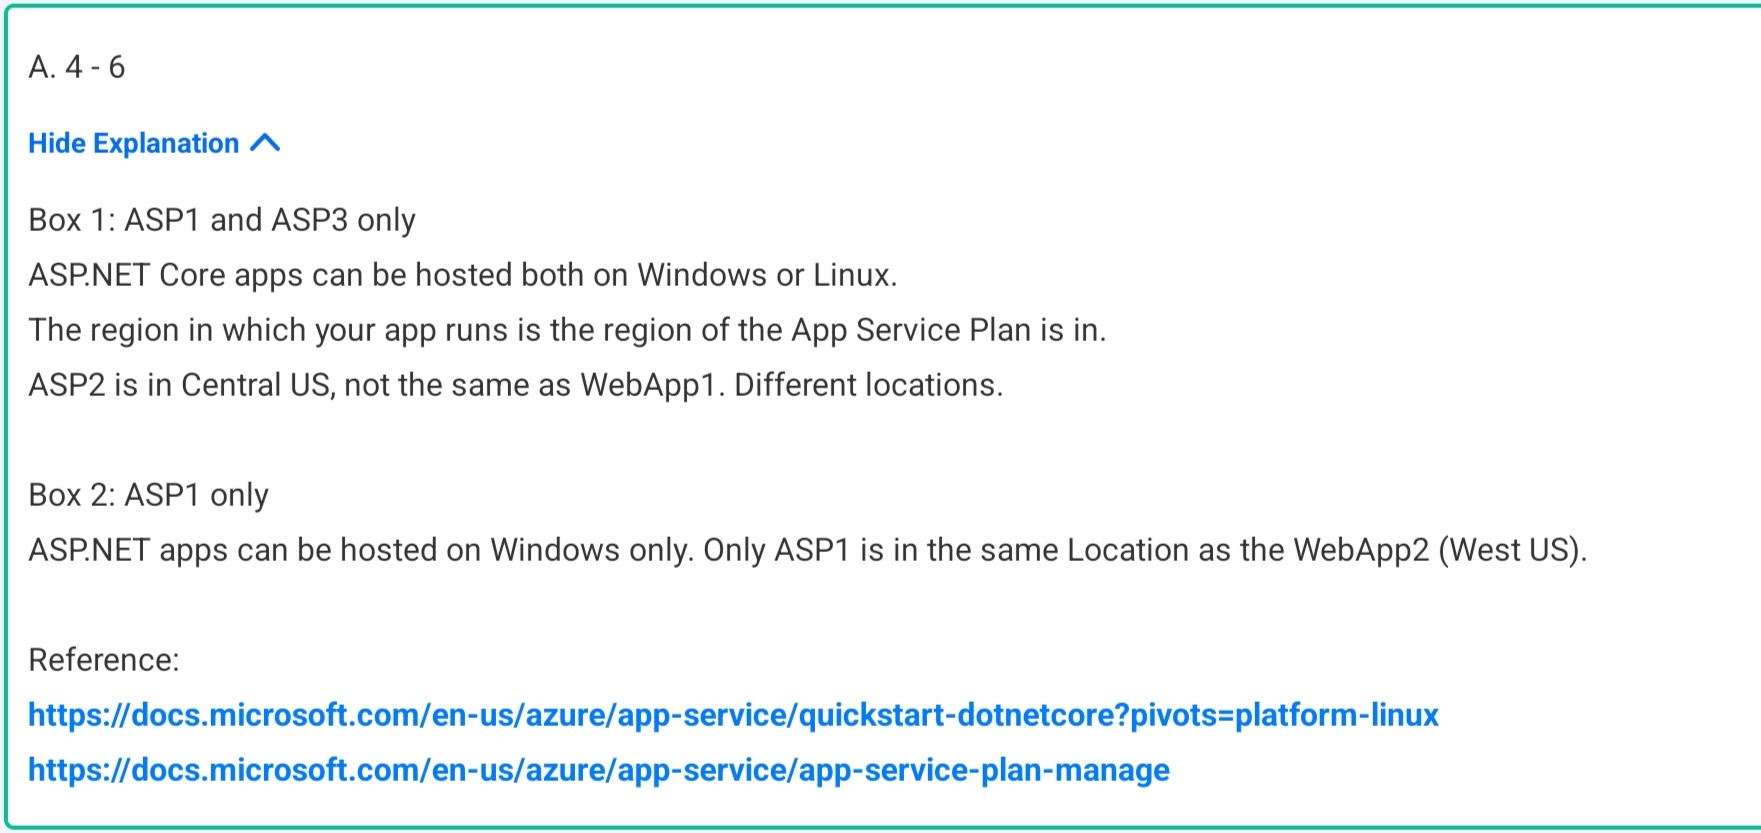 A. 4 - 6
Hide Explanation
Box 1: ASP1 and ASP3 only
ASP.NET Core apps can be hosted both on Windows or Linux.
The region in which your app runs is the region of the App Service Plan is in.
ASP2 is in Central US, not the same as WebApp1. Different locations.
Box 2: ASP1 only
ASP.NET apps can be hosted on Windows only. Only ASP1 is in the same Location as the WebApp2 (West US).
Reference:
https://docs.microsoft.com/en-us/azure/app-service/quickstart-dotnetcore?pivots=platform-linux
https://docs.microsoft.com/en-us/azure/app-service/app-service-plan-manage